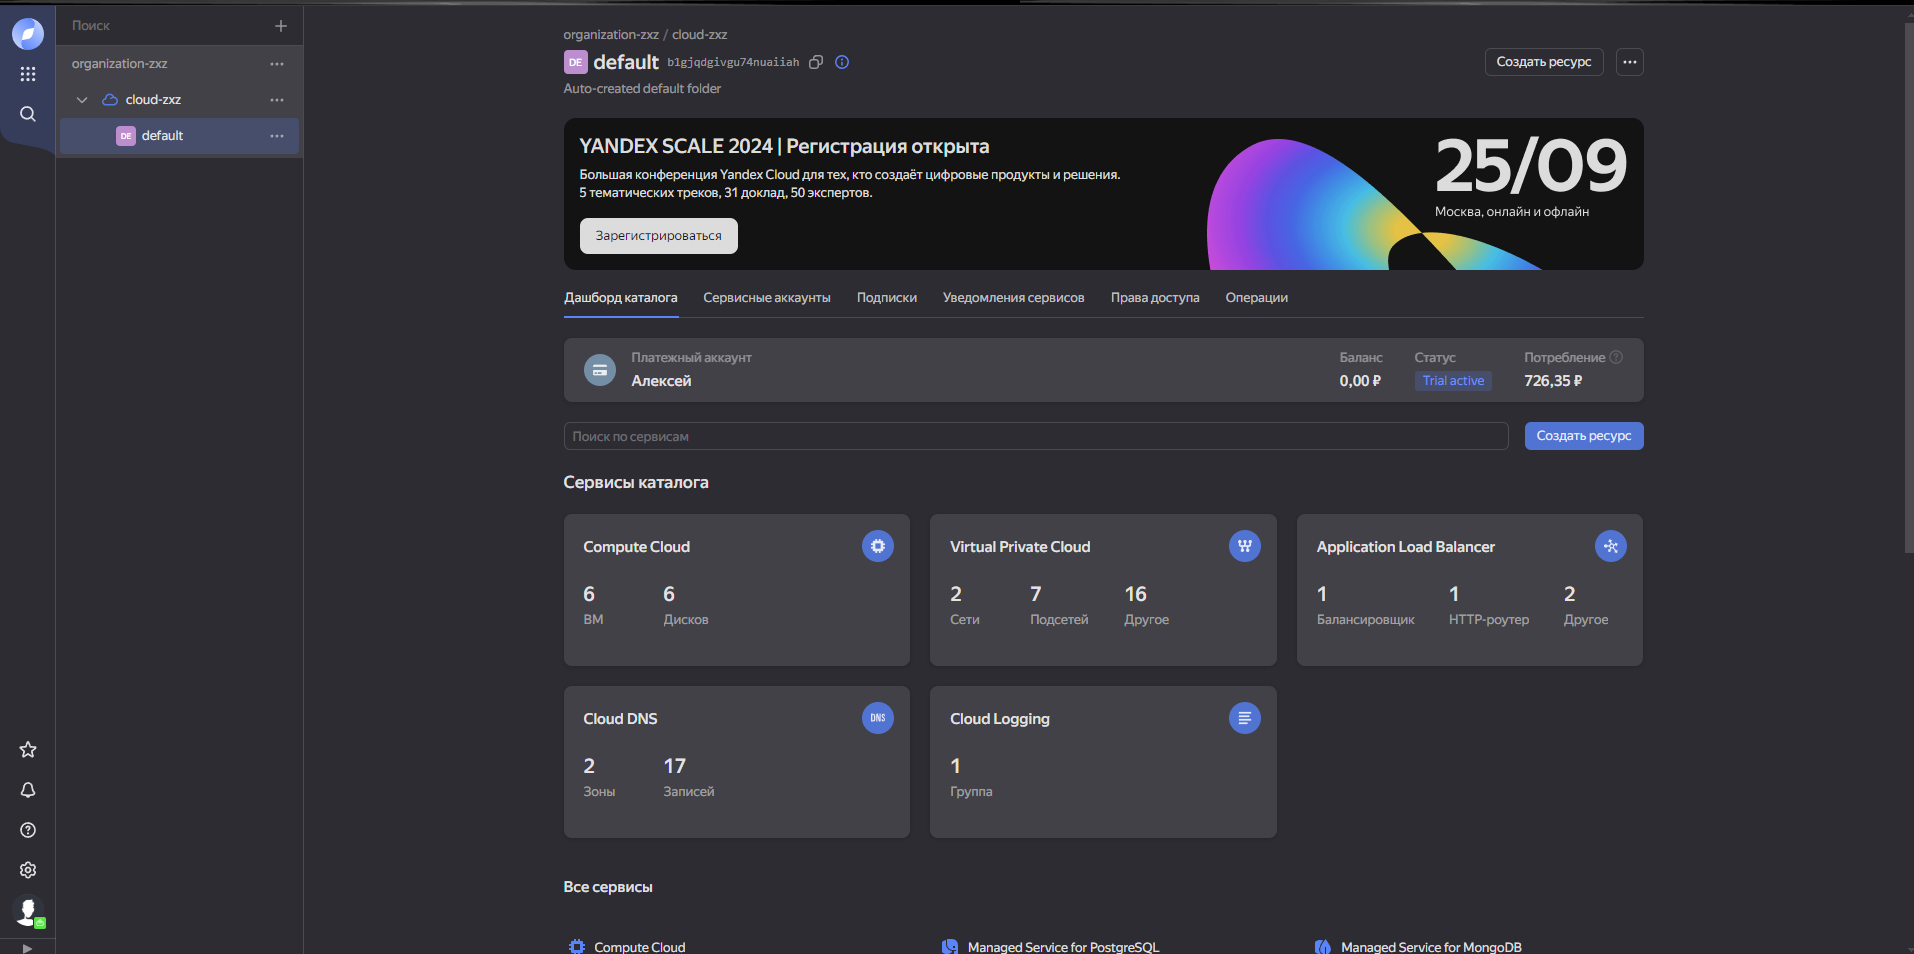 Поиск
organization-zxz
cloud-zxz
DE default
organization-zxz / cloud-zxz
DE default b1gjqdgivgu74nuaiiah
Auto-created default folder
Создать ресурс
YANDEX SCALE 2024 | Регистрация открыта
Большая конференция Yandex Cloud для тех, кто создаёт цифровые продукты и решения.
5 тематических треков, 31 доклад, 50 экспертов.
Зарегистрироваться
25/09
Москва, онлайн и офлайн
Дашборд каталога Сервисные аккаунты Подписки Уведомления сервисов Права доступа Операции
Платежный аккаунт
Алексей
Баланс
0,00 ₽
Статус
Trial active
Потребление
726,35 ₽
Поиск по сервисам
Создать ресурс
Сервисы каталога
Compute Cloud
6 6
ВМ Дисков
Virtual Private Cloud
2 7 16
Сети Подсетей Другое
Application Load Balancer
1 1 2
Балансировщик HTTP-роутер Другое
Cloud DNS
DNS
2 17
Зоны Записей
Cloud Logging
1
Группа
Все сервисы
Compute Cloud
Managed Service for PostgreSQL
Managed Service for MongoDB